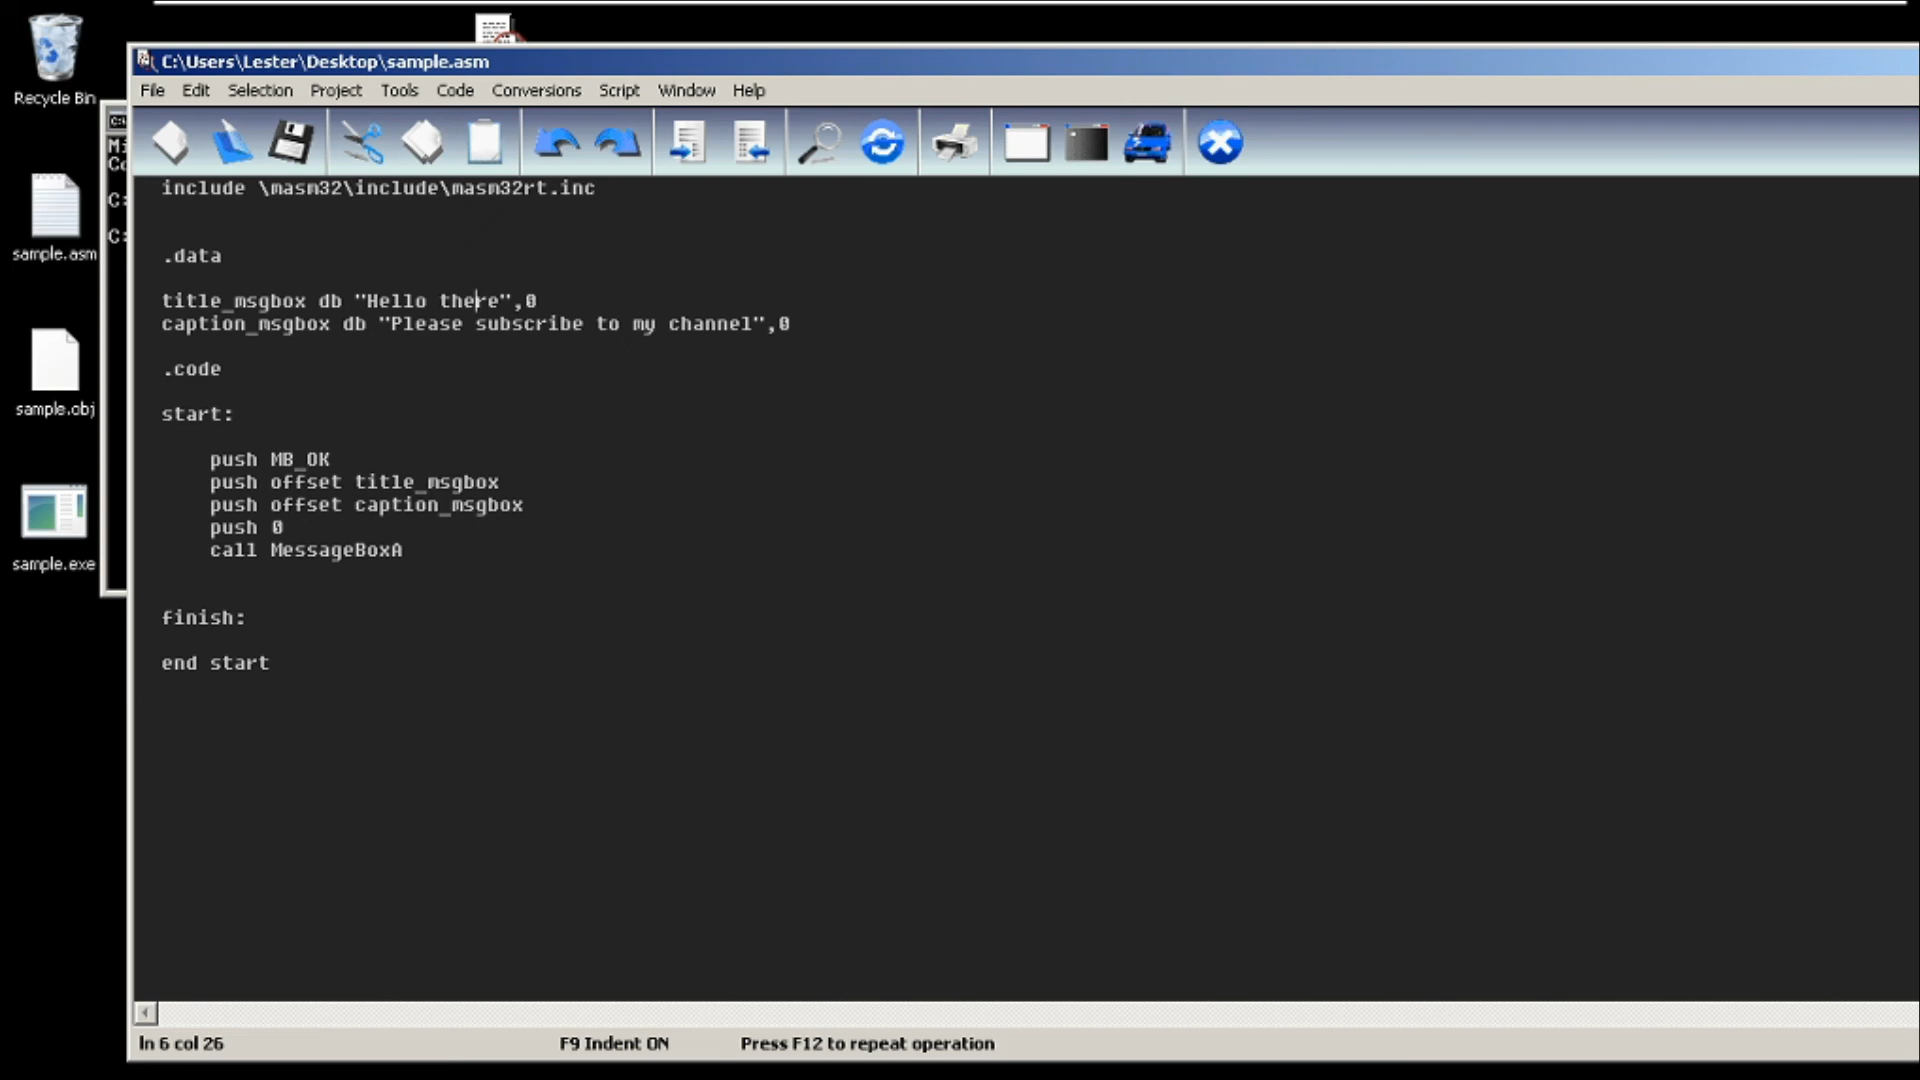 Recycle Bin
sample.asm
sample.obj
sample.exe
C:\Users\Lester\Desktop\sample.asm
File Edit Selection Project Tools Code Conversions Script Window Help
include \masm32\include\masm32rt.inc
.data
title_msgbox db "Hello there",0
caption_msgbox db "Please subscribe to my channel",0
.code
start:
push MB_OK
push offset title_msgbox
push offset caption_msgbox
push 0
call MessageBoxA
finish:
end start
ln 6 col 26 F9 Indent ON Press F12 to repeat operation